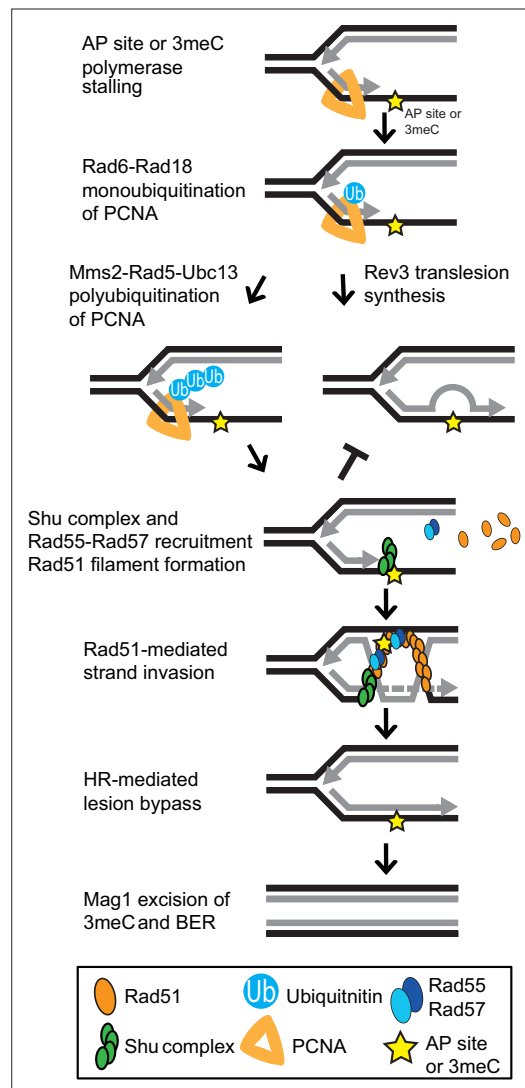 AP site or 3meC
polymerase
stalling
AP site or
3meC
Rad6-Rad18
monoubiquitination
of PCNA
Ub
Mms2-Rad5-Ubc13
polyubiquitination
of PCNA
Rev3 translesion
synthesis
Ub Ub Ub
Shu complex and
Rad55-Rad57 recruitment
Rad51 filament formation
Rad51-mediated
strand invasion
HR-mediated
lesion bypass
Mag1 excision of
3meC and BER
Rad51
Ub Ubiquitnitin
Rad55
Rad57
Shu complex
PCNA
AP site
or 3meC